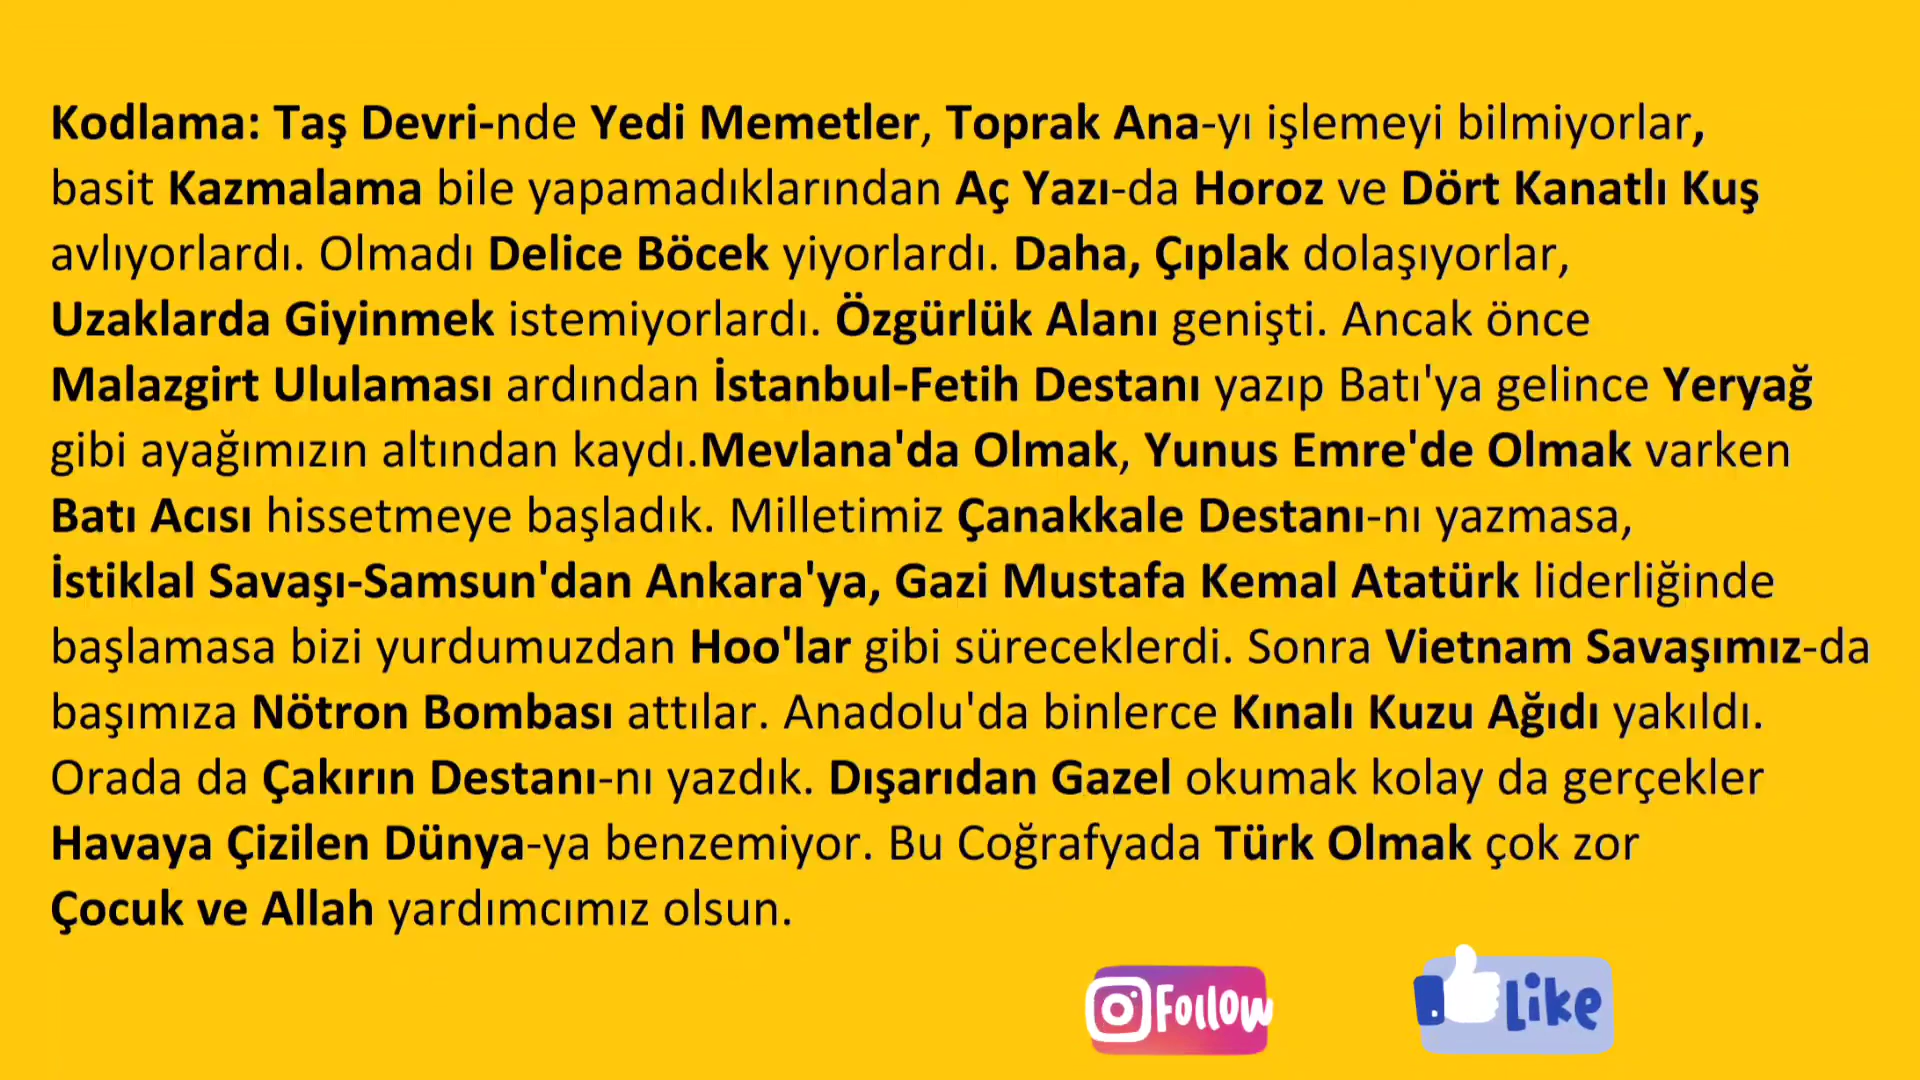 Kodlama: Taş Devri-nde Yedi Memetler, Toprak Ana-yı işlemeyi bilmiyorlar,
basit Kazmalama bile yapamadıklarından Aç Yazı-da Horoz ve Dört Kanatlı Kuş
avlıyorlardı. Olmadı Delice Böcek yiyorlardı. Daha, Çıplak dolaşıyorlar,
Uzaklarda Giyinmek istemiyorlardı. Özgürlük Alanı genişti. Ancak önce
Malazgirt Ululaması ardından İstanbul-Fetih Destanı yazıp Batı'ya gelince Yeryağ
gibi ayağımızın altından kaydı.Mevlana'da Olmak, Yunus Emre'de Olmak varken
Batı Acısı hissetmeye başladık. Milletimiz Çanakkale Destanı-nı yazmasa,
İstiklal Savaşı-Samsun'dan Ankara'ya, Gazi Mustafa Kemal Atatürk liderliğinde
başlamasa bizi yurdumuzdan Hoo'lar gibi süreceklerdi. Sonra Vietnam Savaşımız-da
başımıza Nötron Bombası attılar. Anadolu'da binlerce Kınalı Kuzu Ağıdı yakıldı.
Orada da Çakırın Destanı-nı yazdık. Dışarıdan Gazel okumak kolay da gerçekler
Havaya Çizilen Dünya-ya benzemiyor. Bu Coğrafyada Türk Olmak çok zor
Çocuk ve Allah yardımcımız olsun.
Follow
Like